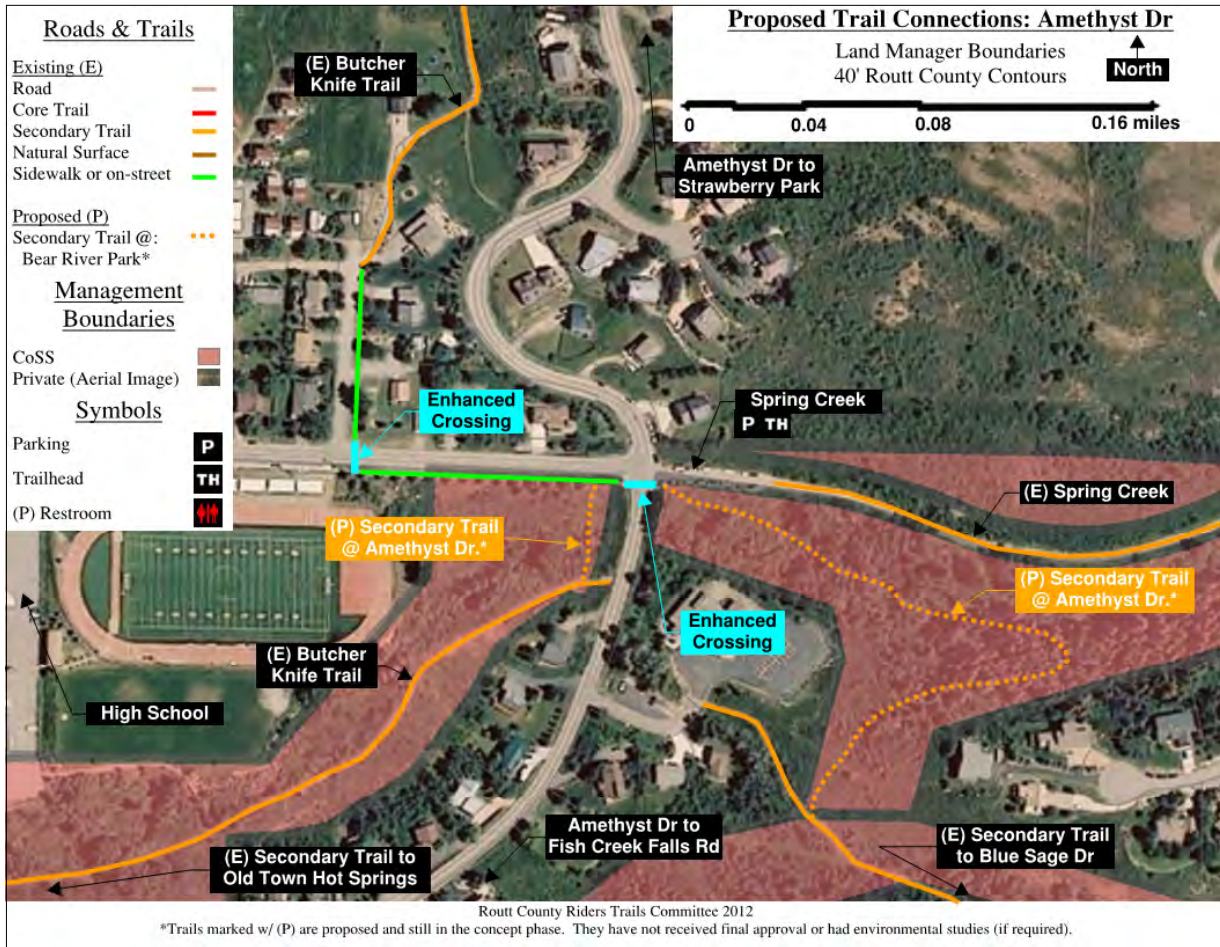 Roads & Trails
Existing (E)
Road
Core Trail
Secondary Trail
Natural Surface
Sidewalk or on-street
Proposed (P)
Secondary Trail @:
Bear River Park*
Management
Boundaries
CoSS
Private (Aerial Image)
Symbols
Parking
P
Trailhead
TH
(P) Restroom
Proposed Trail Connections: Amethyst Dr
Land Manager Boundaries
40' Routt County Contours
North
0 0.04 0.08 0.16 miles
(E) Butcher
Knife Trail
Amethyst Dr to
Strawberry Park
Enhanced
Crossing
Spring Creek
P TH
(E) Spring Creek
(P) Secondary Trail
@ Amethyst Dr.*
(P) Secondary Trail
@ Amethyst Dr.*
Enhanced
Crossing
(E) Butcher
Knife Trail
High School
Amethyst Dr to
Fish Creek Falls Rd
(E) Secondary Trail to
Old Town Hot Springs
(E) Secondary Trail
to Blue Sage Dr
Routt County Riders Trails Committee 2012
*Trails marked w/ (P) are proposed and still in the concept phase. They have not received final approval or had environmental studies (if required).